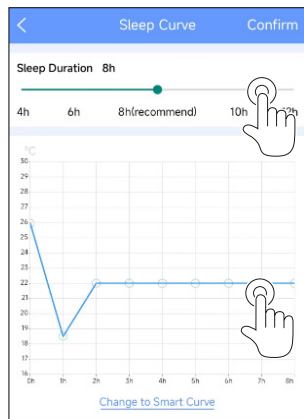 Sleep Curve Confirm
Sleep Duration 8h
4h 6h 8h(recommend) 10h 12h
°C
30
29
28
27
26
25
24
23
22
21
20
19
18
17
16
0h 1h 2h 3h 4h 5h 6h 7h 8h
Change to Smart Curve